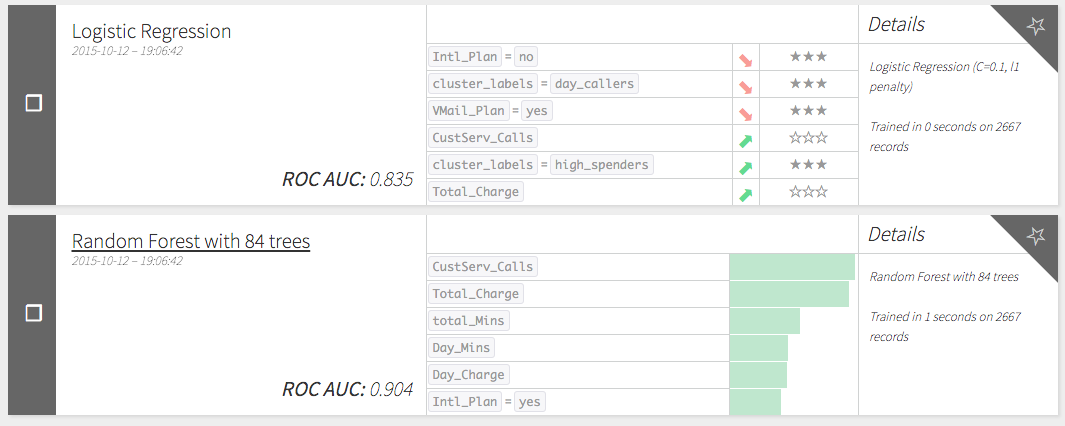 Logistic Regression
2015-10-12 – 19:06:42
ROC AUC: 0.835
Intl_Plan = no
cluster_labels = day_callers
VMail_Plan = yes
CustServ_Calls
cluster_labels = high_spenders
Total_Charge
Details
Logistic Regression (C=0.1, l1
penalty)
Trained in 0 seconds on 2667
records
Random Forest with 84 trees
2015-10-12 – 19:06:42
ROC AUC: 0.904
CustServ_Calls
Total_Charge
total_Mins
Day_Mins
Day_Charge
Intl_Plan = yes
Details
Random Forest with 84 trees
Trained in 1 seconds on 2667
records